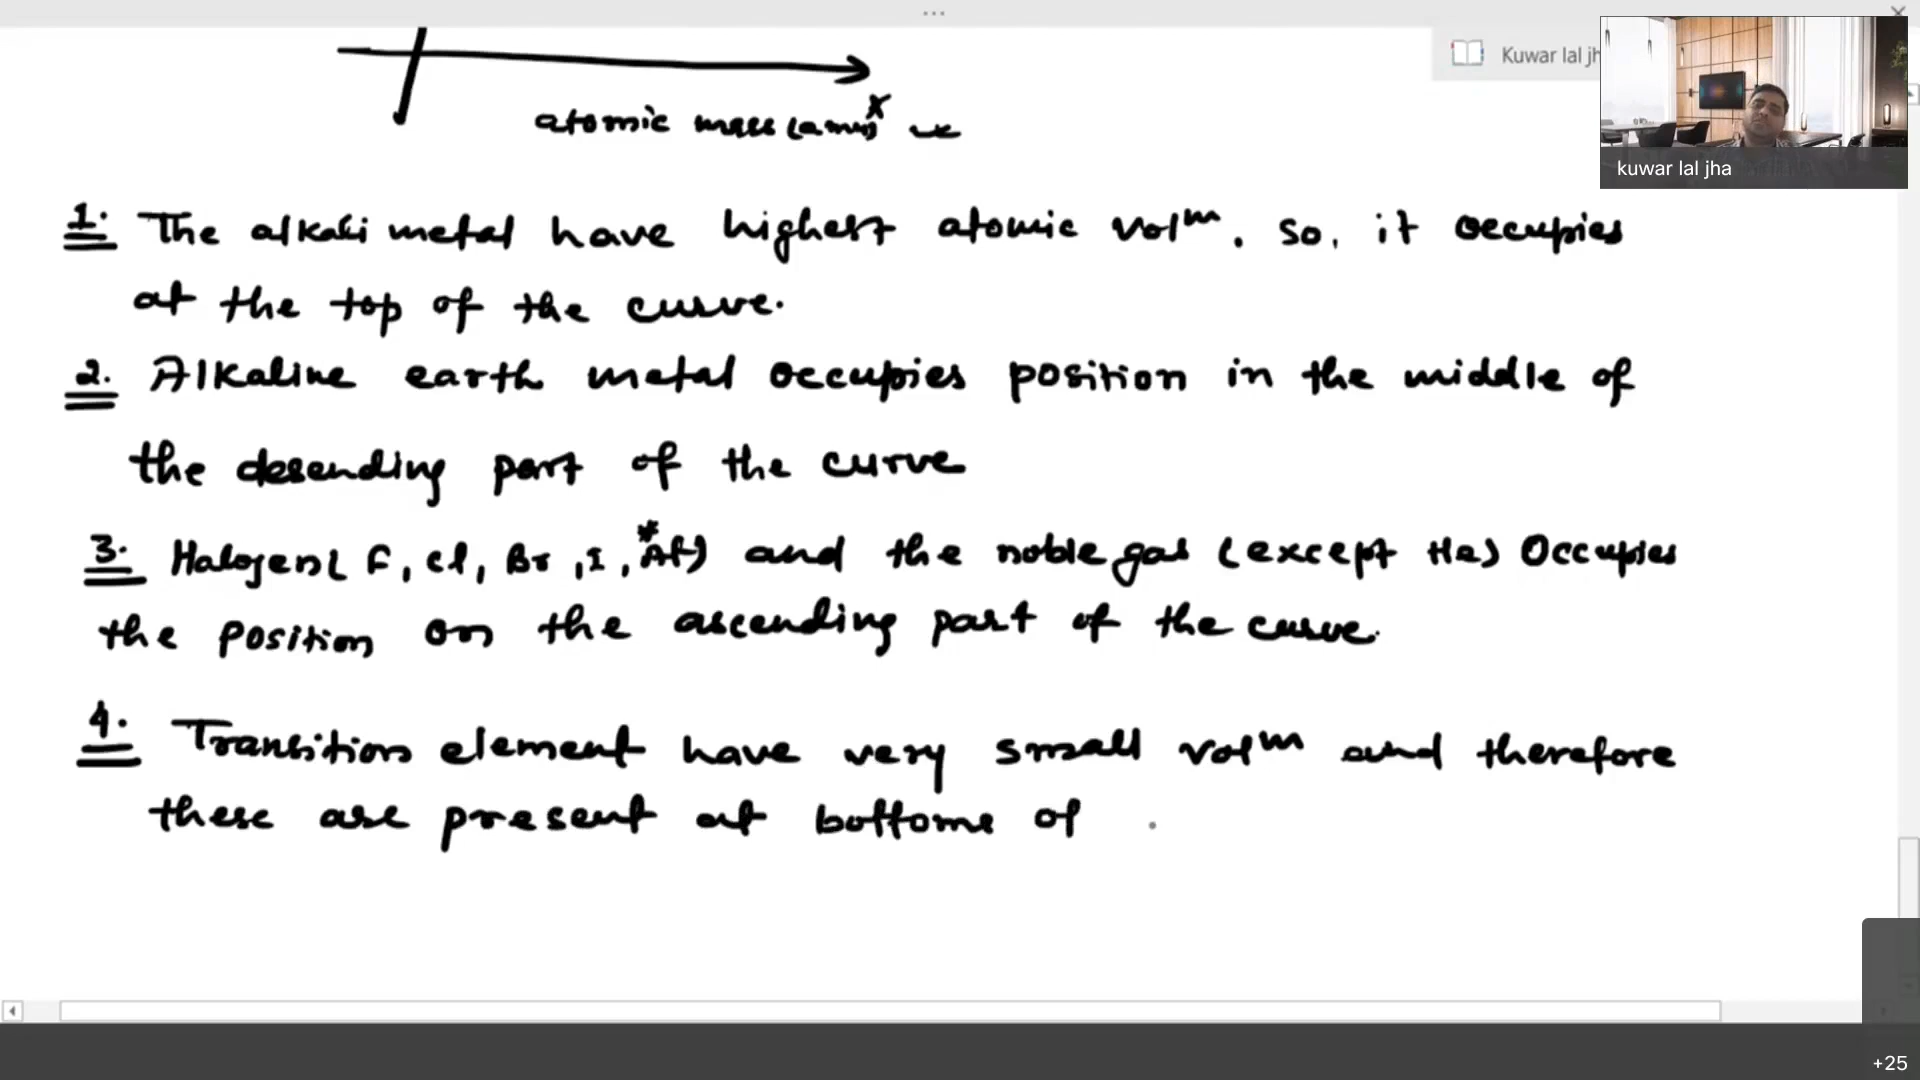 Kuwar lal jh
kuwar lal jha
atomic mass (amu)
1. The alkali metal have highest atomic volm. so, it occupies
at the top of the curve.
2. Alkaline earth metal occupies position in the middle of
the desending part of the curve
3. Halogens( F, Cl, Br, I, At) and the noble gas (except He) Occupies
the position on the ascending part of the curve.
4. Transition element have very small volm and therefore
these are present at bottome of
+25